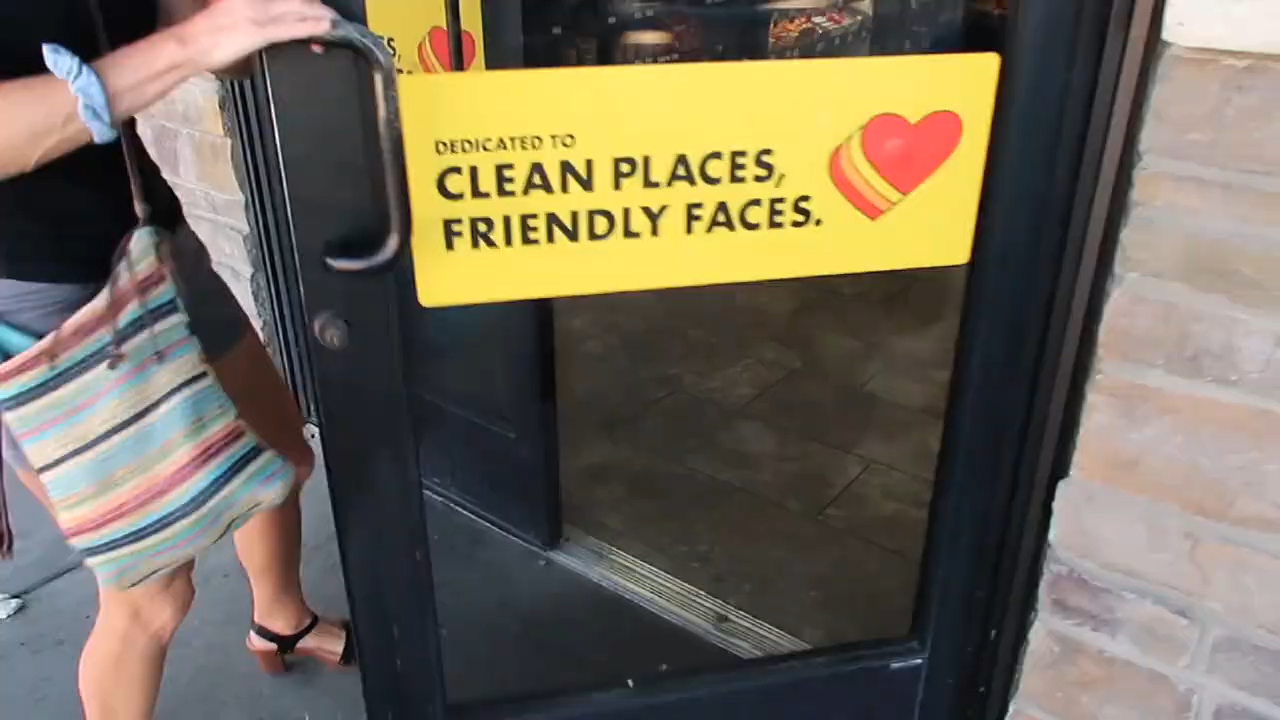 DEDICATED TO
CLEAN PLACES,
FRIENDLY FACES.